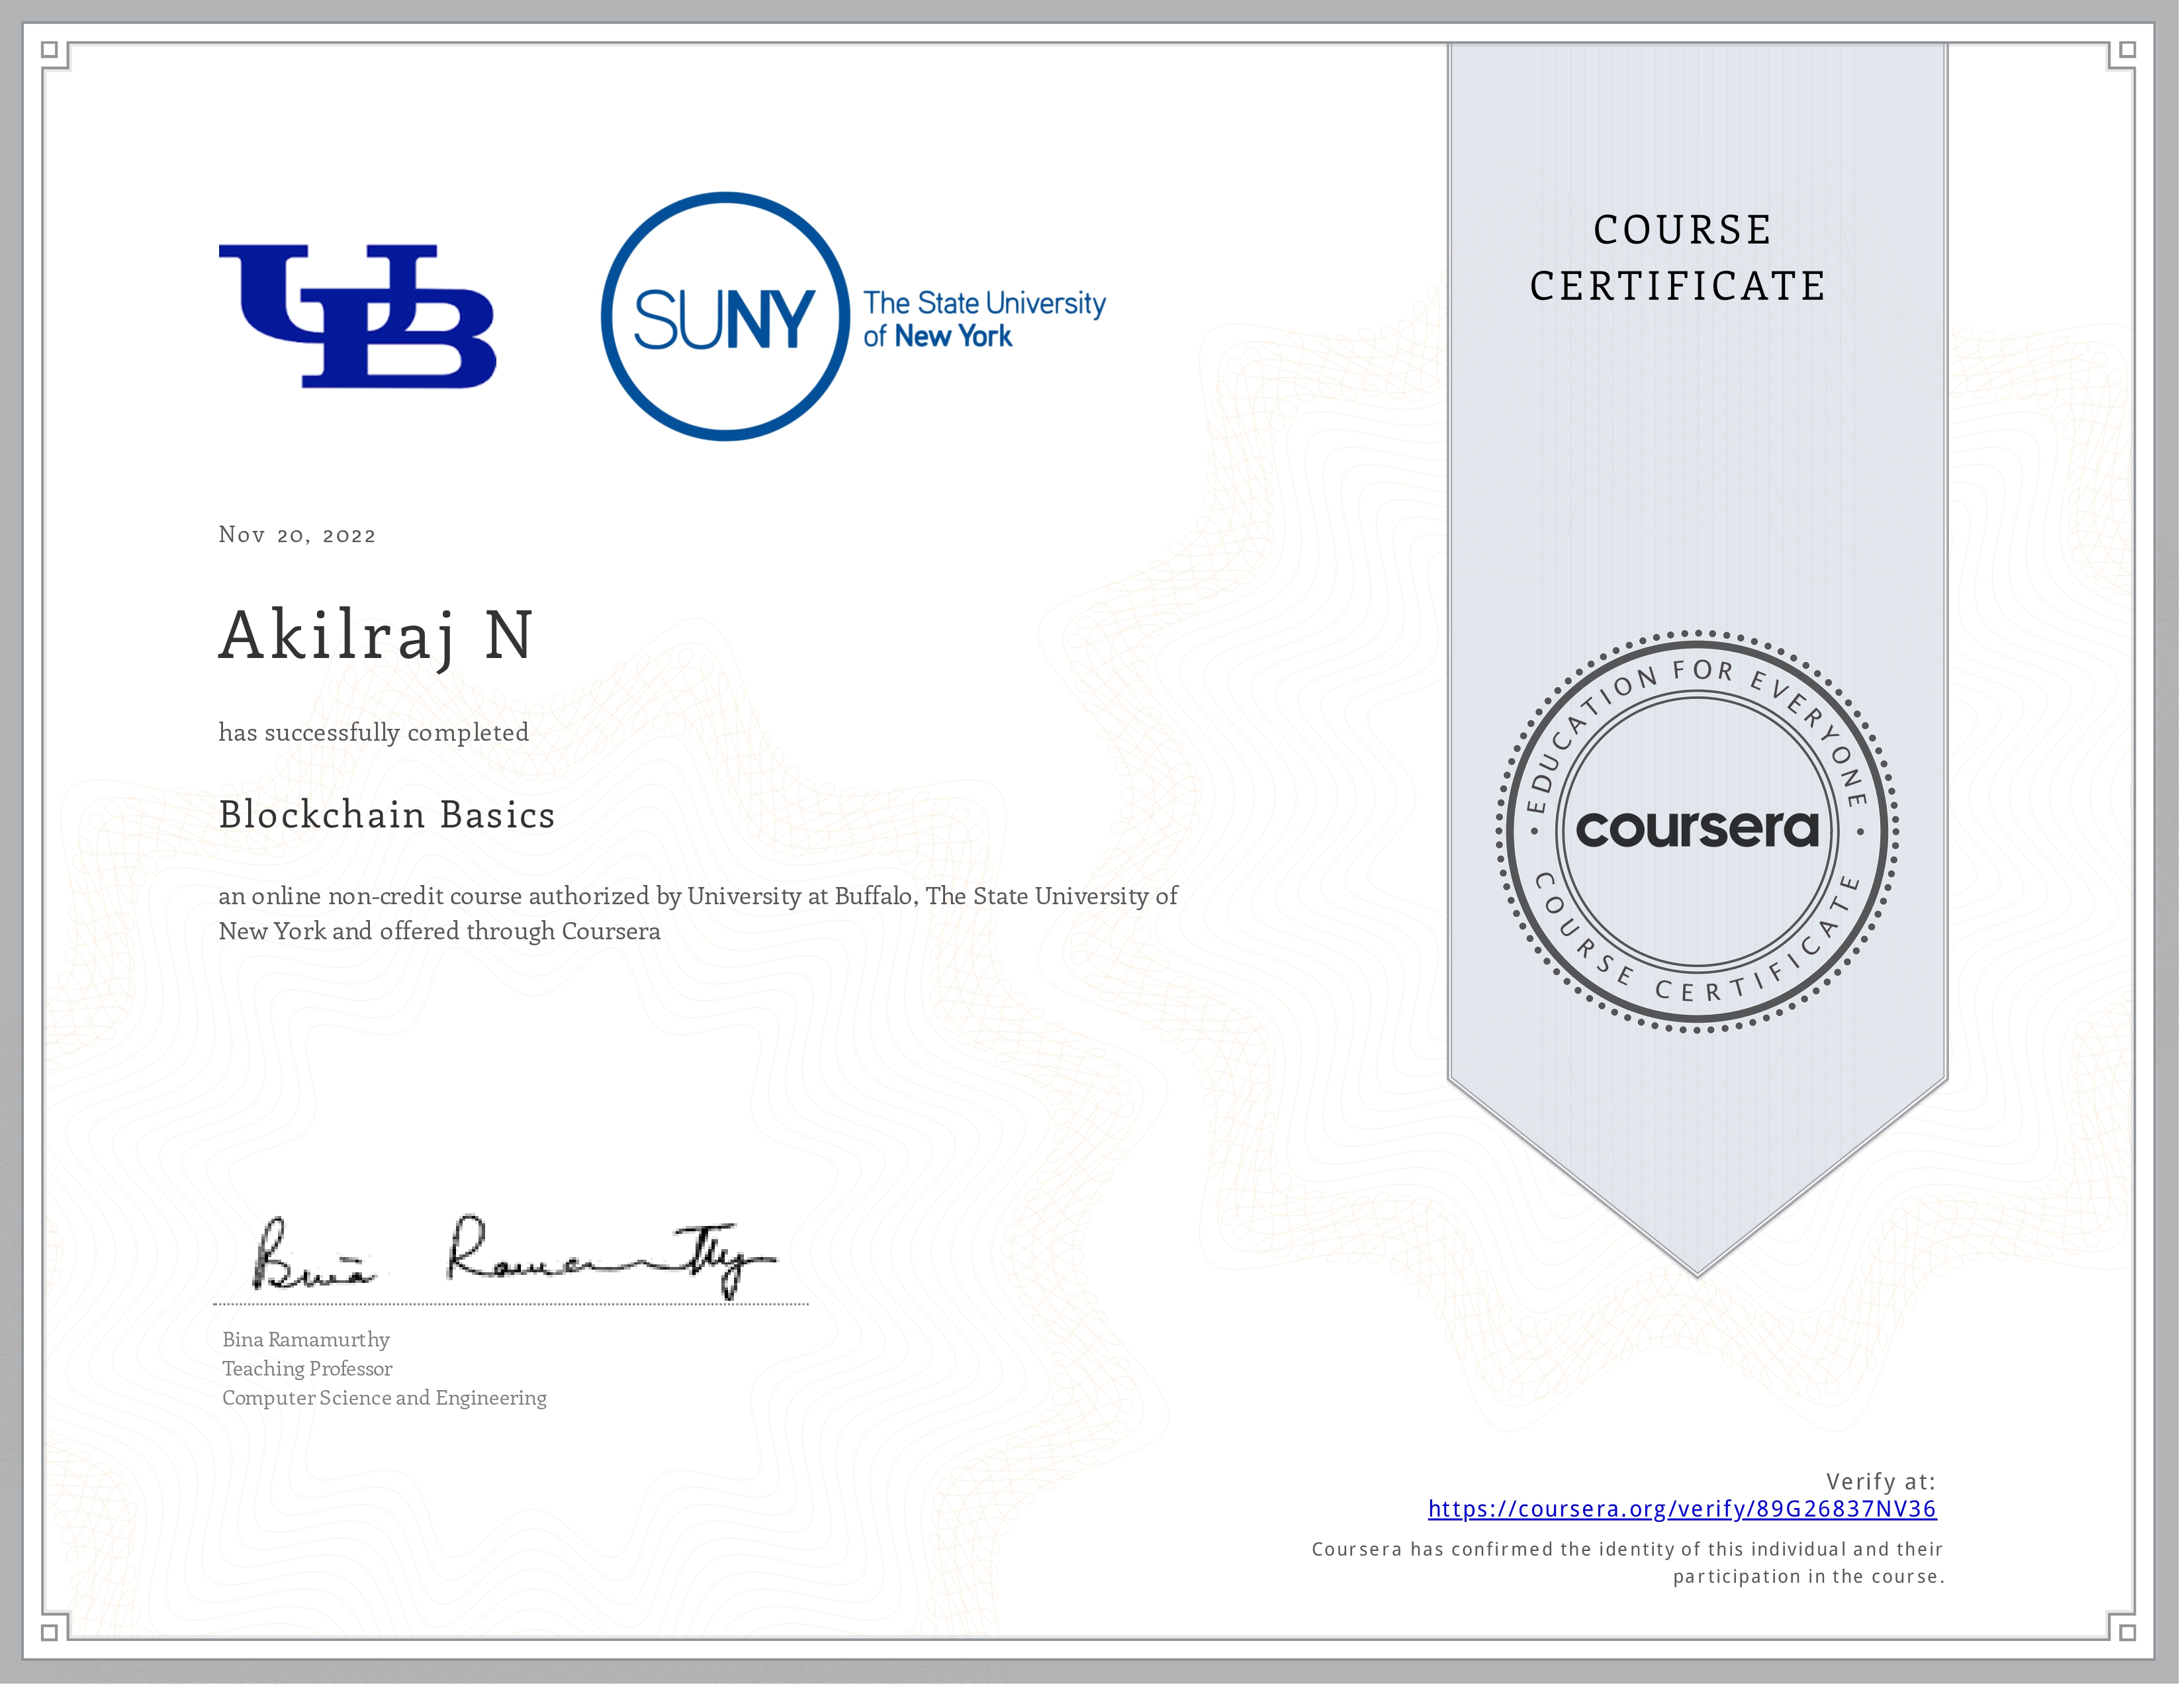 UB
SUNY
The State University
of New York
COURSE
CERTIFICATE
Nov 20, 2022
Akilraj N
has successfully completed
Blockchain Basics
an online non-credit course authorized by University at Buffalo, The State University of
New York and offered through Coursera
EDUCATION FOR EVERYONE
coursera
COURSE CERTIFICATE
Bina Ramamurthy
Bina Ramamurthy
Teaching Professor
Computer Science and Engineering
Verify at:
https://coursera.org/verify/89G26837NV36
Coursera has confirmed the identity of this individual and their
participation in the course.